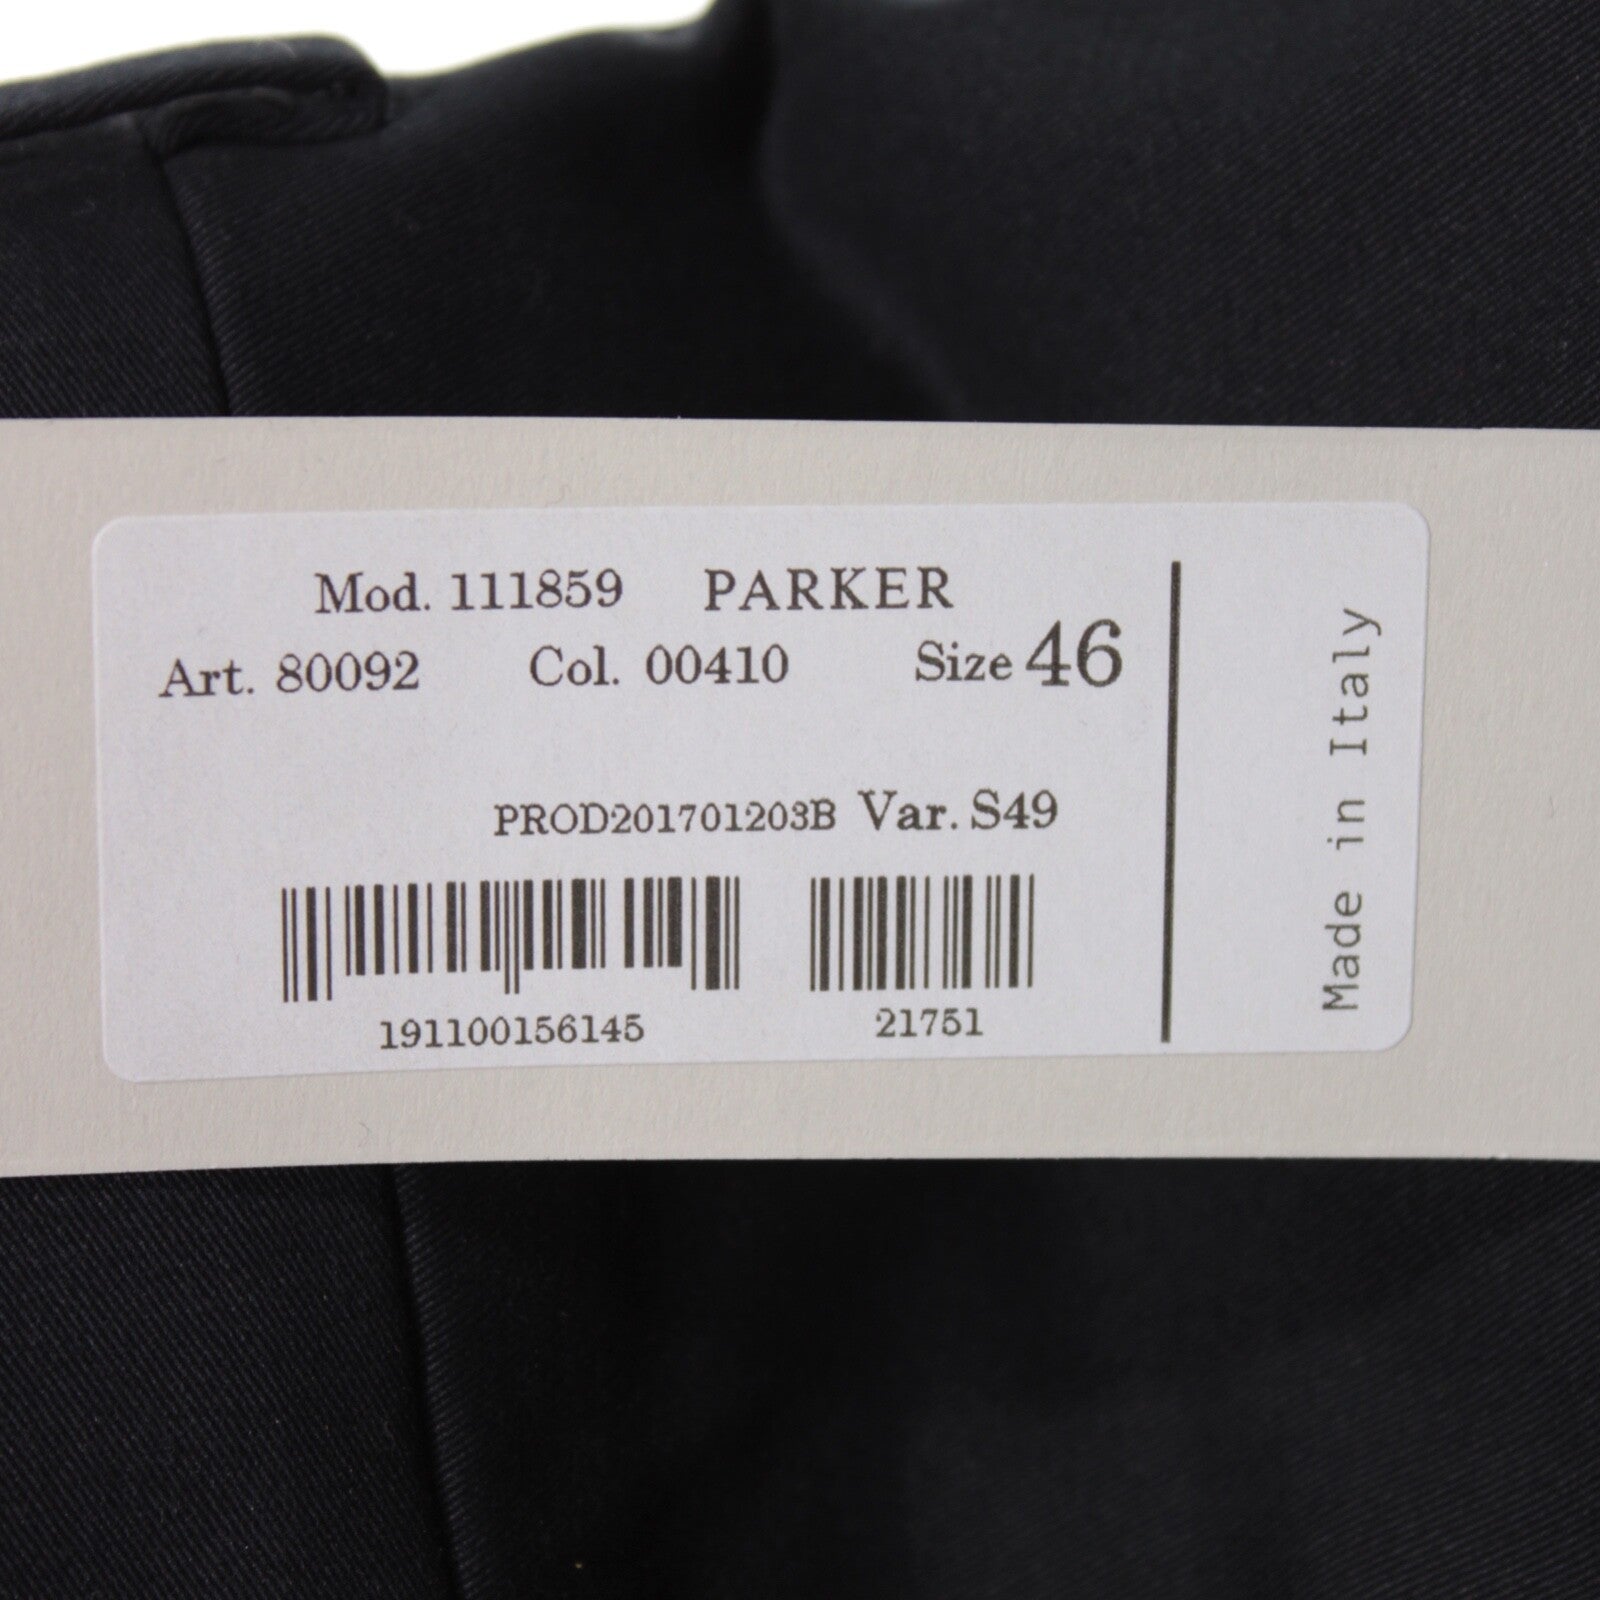 Mod. 111859 PARKER
Art. 80092 Col. 00410 Size 46
PROD201701203B Var. S49
191100156145 21751
Made in Italy